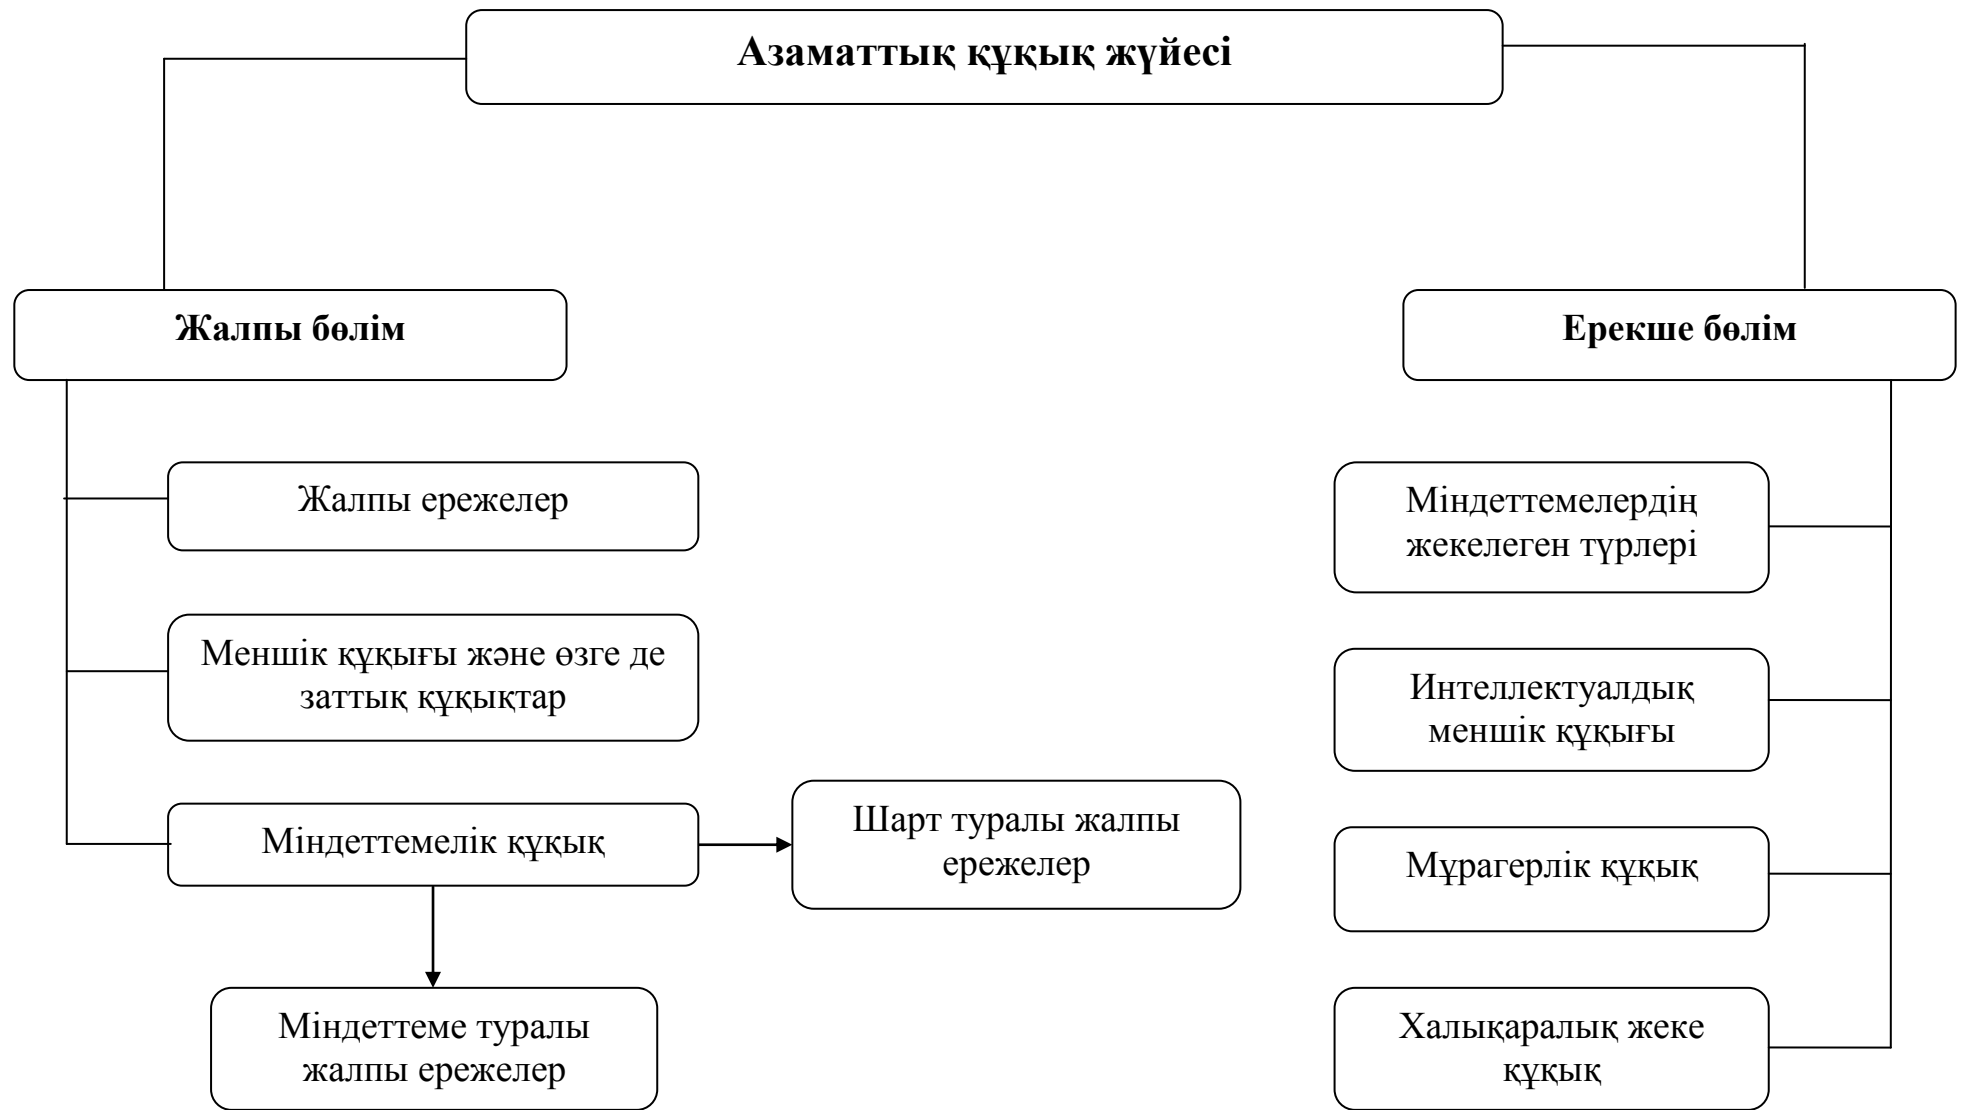 Азаматтық құқық жүйесі
Жалпы бөлім
Ерекше бөлім
Жалпы ережелер
Меншік құқығы және өзге де
заттық құқықтар
Міндеттемелік құқық
Шарт туралы жалпы
ережелер
Міндеттеме туралы
жалпы ережелер
Міндеттемелердің
жекелеген түрлері
Интеллектуалдық
меншік құқығы
Мұрагерлік құқық
Халықаралық жеке
құқық